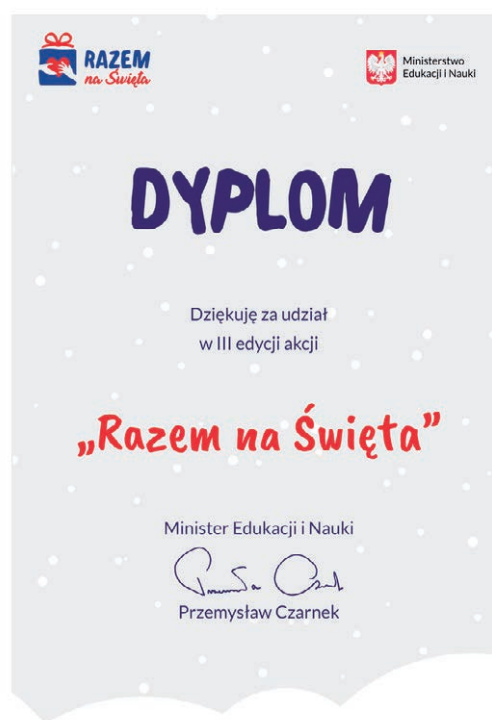 RAZEM
na Święta
Ministerstwo
Edukacji i Nauki
DYPLOM
Dziękuję za udział
w III edycji akcji
„Razem na Święta”
Minister Edukacji i Nauki
Przemysław Czarnek